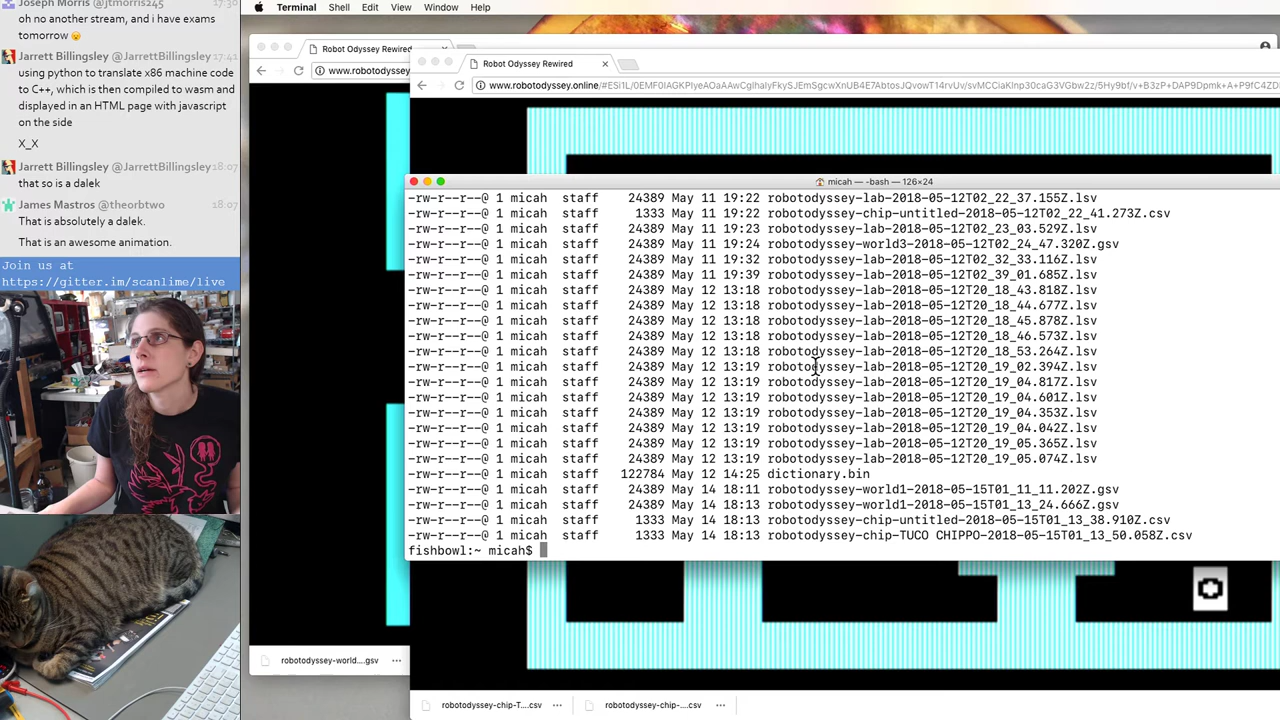 Joseph Morris @jtmorris245 17:30
oh no another stream, and i have exams
tomorrow
Jarrett Billingsley @JarrettBillingsley 17:41
using python to translate x86 machine code
to C++, which is then compiled to wasm and
displayed in an HTML page with javascript
on the side
X_X
Jarrett Billingsley @JarrettBillingsley 18:07
that so is a dalek
James Mastros @theorbtwo 18:07
That is absolutely a dalek.
That is an awesome animation.
Join us at
https://gitter.im/scanlime/live
Terminal Shell Edit View Window Help
Robot Odyssey Rewired
www.robotodyssey
Robot Odyssey Rewired
micah — -bash — 126×24
-rw-r--r--@ 1 micah staff 24389 May 11 19:22 robotodyssey-lab-2018-05-12T02_22_37.155Z.lsv
-rw-r--r--@ 1 micah staff 1333 May 11 19:22 robotodyssey-chip-untitled-2018-05-12T02_22_41.273Z.csv
-rw-r--r--@ 1 micah staff 24389 May 11 19:23 robotodyssey-lab-2018-05-12T02_23_03.529Z.lsv
-rw-r--r--@ 1 micah staff 24389 May 11 19:24 robotodyssey-world3-2018-05-12T02_24_47.320Z.gsv
-rw-r--r--@ 1 micah staff 24389 May 11 19:32 robotodyssey-lab-2018-05-12T02_32_33.116Z.lsv
-rw-r--r--@ 1 micah staff 24389 May 11 19:39 robotodyssey-lab-2018-05-12T02_39_01.685Z.lsv
-rw-r--r--@ 1 micah staff 24389 May 12 13:18 robotodyssey-lab-2018-05-12T20_18_43.818Z.lsv
-rw-r--r--@ 1 micah staff 24389 May 12 13:18 robotodyssey-lab-2018-05-12T20_18_44.677Z.lsv
-rw-r--r--@ 1 micah staff 24389 May 12 13:18 robotodyssey-lab-2018-05-12T20_18_45.878Z.lsv
-rw-r--r--@ 1 micah staff 24389 May 12 13:18 robotodyssey-lab-2018-05-12T20_18_46.573Z.lsv
-rw-r--r--@ 1 micah staff 24389 May 12 13:18 robotodyssey-lab-2018-05-12T20_18_53.264Z.lsv
-rw-r--r--@ 1 micah staff 24389 May 12 13:19 robotodyssey-lab-2018-05-12T20_19_02.394Z.lsv
-rw-r--r--@ 1 micah staff 24389 May 12 13:19 robotodyssey-lab-2018-05-12T20_19_04.817Z.lsv
-rw-r--r--@ 1 micah staff 24389 May 12 13:19 robotodyssey-lab-2018-05-12T20_19_04.601Z.lsv
-rw-r--r--@ 1 micah staff 24389 May 12 13:19 robotodyssey-lab-2018-05-12T20_19_04.353Z.lsv
-rw-r--r--@ 1 micah staff 24389 May 12 13:19 robotodyssey-lab-2018-05-12T20_19_04.042Z.lsv
-rw-r--r--@ 1 micah staff 24389 May 12 13:19 robotodyssey-lab-2018-05-12T20_19_05.365Z.lsv
-rw-r--r--@ 1 micah staff 24389 May 12 13:19 robotodyssey-lab-2018-05-12T20_19_05.074Z.lsv
-rw-r--r--@ 1 micah staff 122784 May 12 14:25 dictionary.bin
-rw-r--r--@ 1 micah staff 24389 May 14 18:11 robotodyssey-world1-2018-05-15T01_11_11.202Z.gsv
-rw-r--r--@ 1 micah staff 24389 May 14 18:13 robotodyssey-world1-2018-05-15T01_13_24.666Z.gsv
-rw-r--r--@ 1 micah staff 1333 May 14 18:13 robotodyssey-chip-untitled-2018-05-15T01_13_38.910Z.csv
-rw-r--r--@ 1 micah staff 1333 May 14 18:13 robotodyssey-chip-TUCO CHIPPO-2018-05-15T01_13_50.058Z.csv
fishbowl:~ micah$
robotodyssey-world....gsv
robotodyssey-chip-T....csv
robotodyssey-chip-....csv